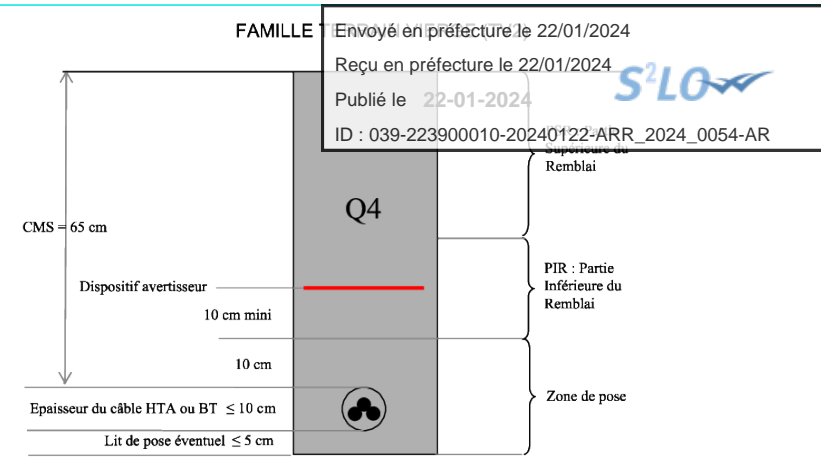 FAMILLE
Envoyé en préfecture le 22/01/2024
Reçu en préfecture le 22/01/2024
Publié le 22-01-2024
S²LO
ID : 039-223900010-20240122-ARR_2024_0054-AR
Supérieure du
Remblai
Q4
CMS = 65 cm
PIR : Partie
Inférieure du
Remblai
Dispositif avertisseur
10 cm mini
10 cm
Zone de pose
Epaisseur du câble HTA ou BT ≤ 10 cm
Lit de pose éventuel ≤ 5 cm